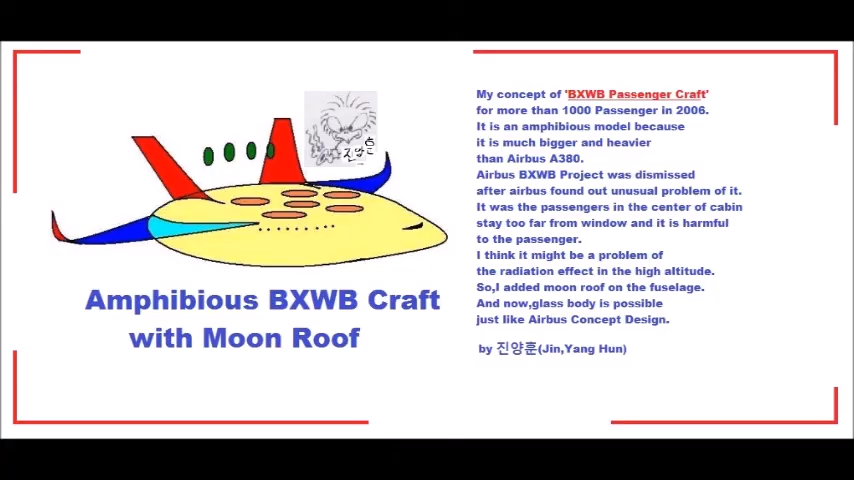 진양훈
Amphibious BXWB Craft
with Moon Roof
My concept of 'BXWB Passenger Craft'
for more than 1000 Passenger in 2006.
It is an amphibious model because
it is much bigger and heavier
than Airbus A380.
Airbus BXWB Project was dismissed
after airbus found out unusual problem of it.
It was the passengers in the center of cabin
stay too far from window and it is harmful
to the passenger.
I think it might be a problem of
the radiation effect in the high altitude.
So,I added moon roof on the fuselage.
And now,glass body is possible
just like Airbus Concept Design.
by 진양훈(Jin,Yang Hun)